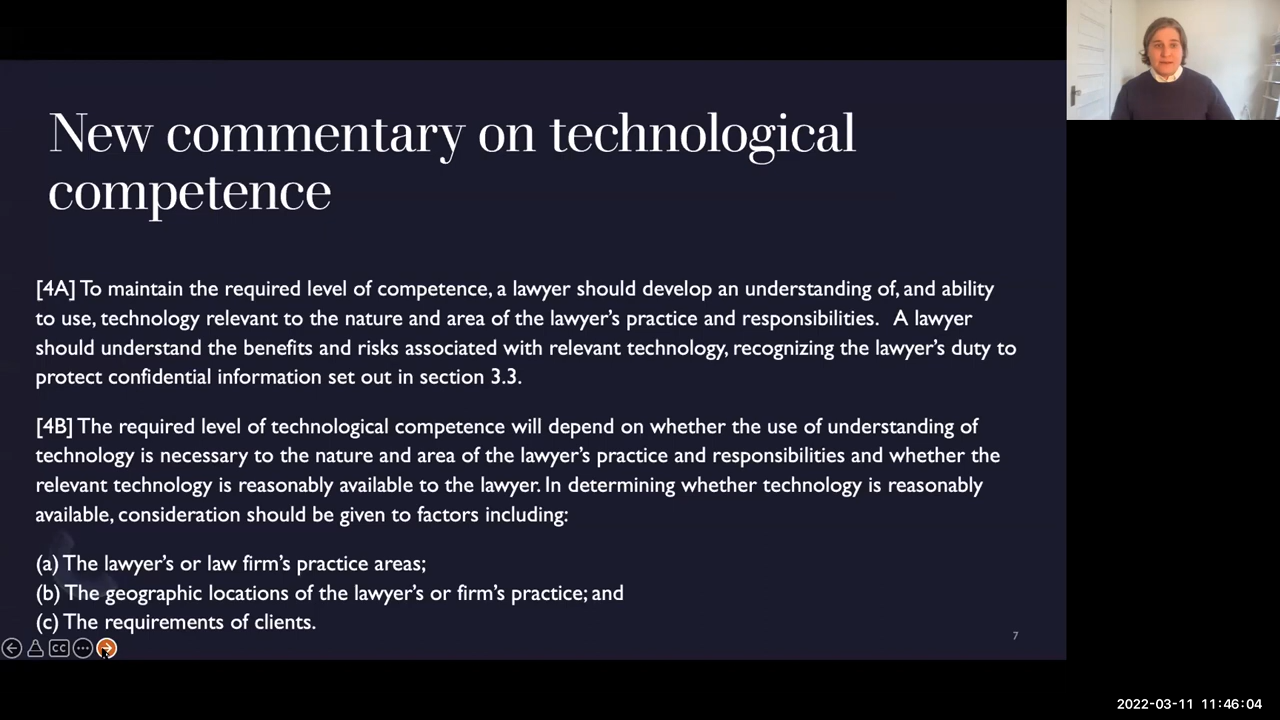 New commentary on technological
competence
[4A] To maintain the required level of competence, a lawyer should develop an understanding of, and ability
to use, technology relevant to the nature and area of the lawyer’s practice and responsibilities. A lawyer
should understand the benefits and risks associated with relevant technology, recognizing the lawyer’s duty to
protect confidential information set out in section 3.3.
[4B] The required level of technological competence will depend on whether the use of understanding of
technology is necessary to the nature and area of the lawyer’s practice and responsibilities and whether the
relevant technology is reasonably available to the lawyer. In determining whether technology is reasonably
available, consideration should be given to factors including:
(a) The lawyer’s or law firm’s practice areas;
(b) The geographic locations of the lawyer’s or firm’s practice; and
(c) The requirements of clients.
CC
7
2022-03-11 11:46:04